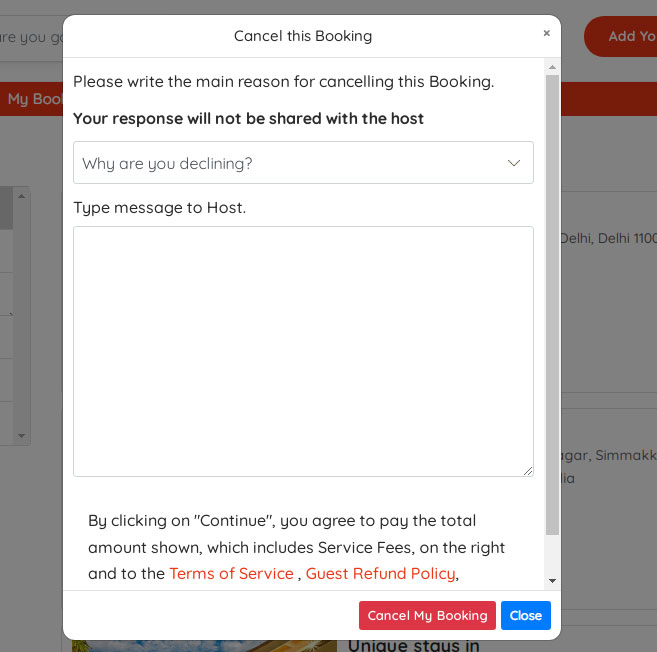 are you go
Cancel this Booking
×
Add Yo
My Book
Please write the main reason for cancelling this Booking.
Your response will not be shared with the host
Why are you declining?
Type message to Host.
Delhi, Delhi 1100
agar, Simmakk
lia
By clicking on "Continue", you agree to pay the total
amount shown, which includes Service Fees, on the right
and to the Terms of Service , Guest Refund Policy,
Cancel My Booking
Close
Unique stays in